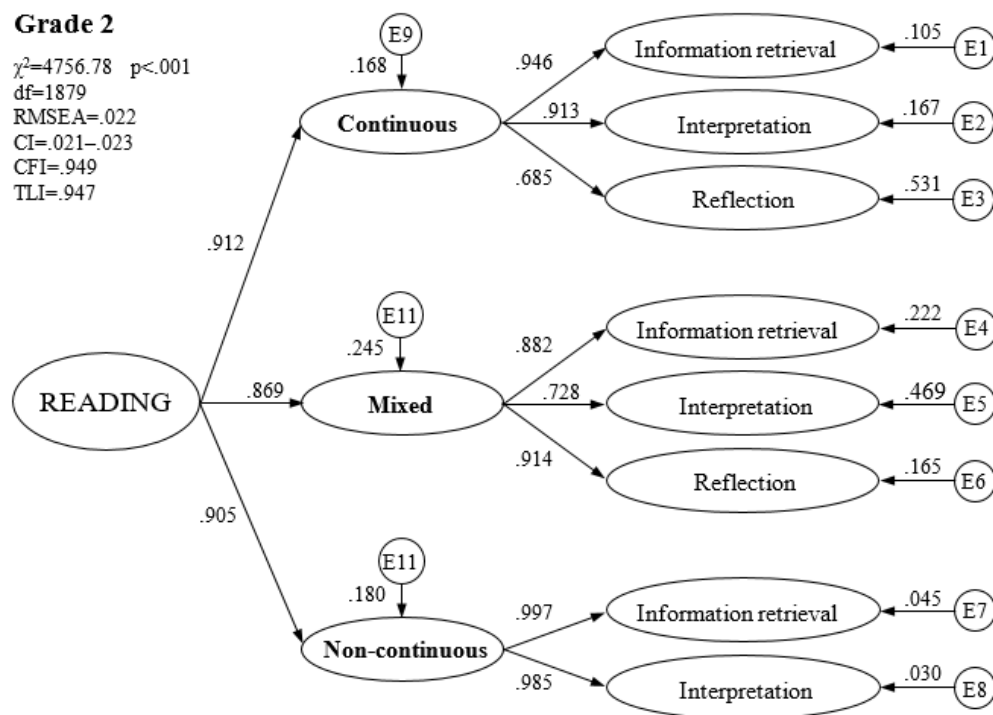 Grade 2
χ²=4756.78 p<.001
df=1879
RMSEA=.022
CI=.021–.023
CFI=.949
TLI=.947
E9
.168
Continuous
.946
.913
.685
Information retrieval
.105
E1
Interpretation
.167
E2
Reflection
.531
E3
.912
READING
.869
.905
E11
.245
Mixed
.882
.728
.914
Information retrieval
.222
E4
Interpretation
.469
E5
Reflection
.165
E6
E11
.180
Non-continuous
.997
.985
Information retrieval
.045
E7
Interpretation
.030
E8